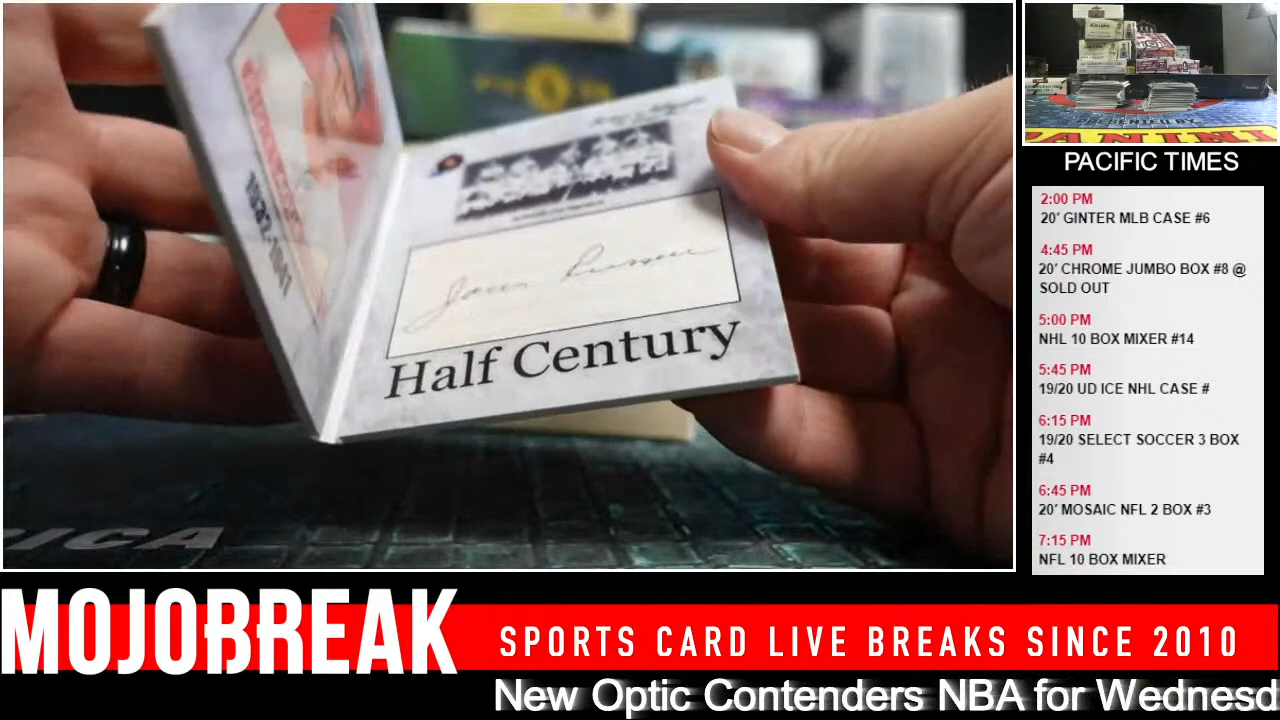 1882-1947
Half Century
PACIFIC TIMES
2:00 PM
20' GINTER MLB CASE #6
4:45 PM
20' CHROME JUMBO BOX #8 @
SOLD OUT
5:00 PM
NHL 10 BOX MIXER #14
5:45 PM
19/20 UD ICE NHL CASE #
6:15 PM
19/20 SELECT SOCCER 3 BOX
#4
6:45 PM
20' MOSAIC NFL 2 BOX #3
7:15 PM
NFL 10 BOX MIXER
MOJOBREAK
SPORTS CARD LIVE BREAKS SINCE 2010
New Optic Contenders NBA for Wednesd